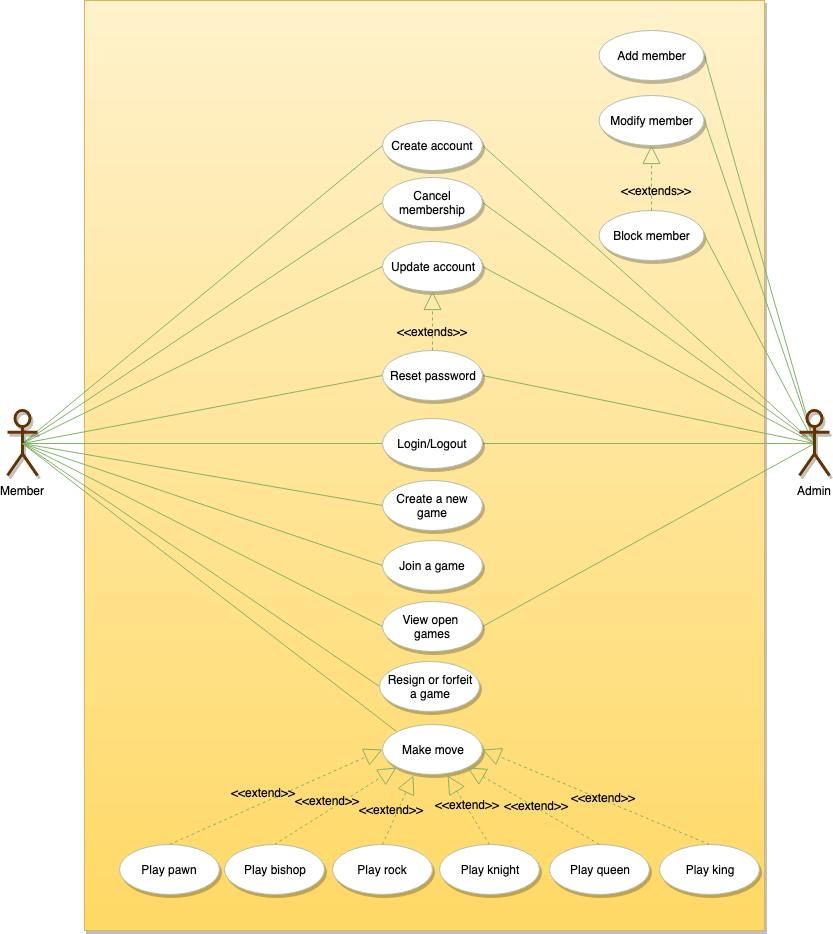 Add member
Modify member
<<extends>>
Block member
Create account
Cancel
membership
Update account
<<extends>>
Reset password
Login/Logout
Member
Admin
Create a new
game
Join a game
View open
games
Resign or forfeit
a game
Make move
<<extend>>
<<extend>>
<<extend>>
<<extend>>
<<extend>>
<<extend>>
Play pawn
Play bishop
Play rock
Play knight
Play queen
Play king